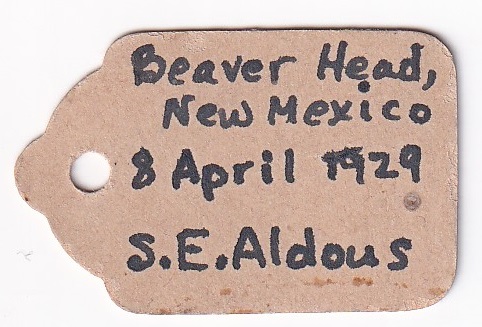 Beaver Head,
New Mexico
8 April 1929
S.E. Aldous